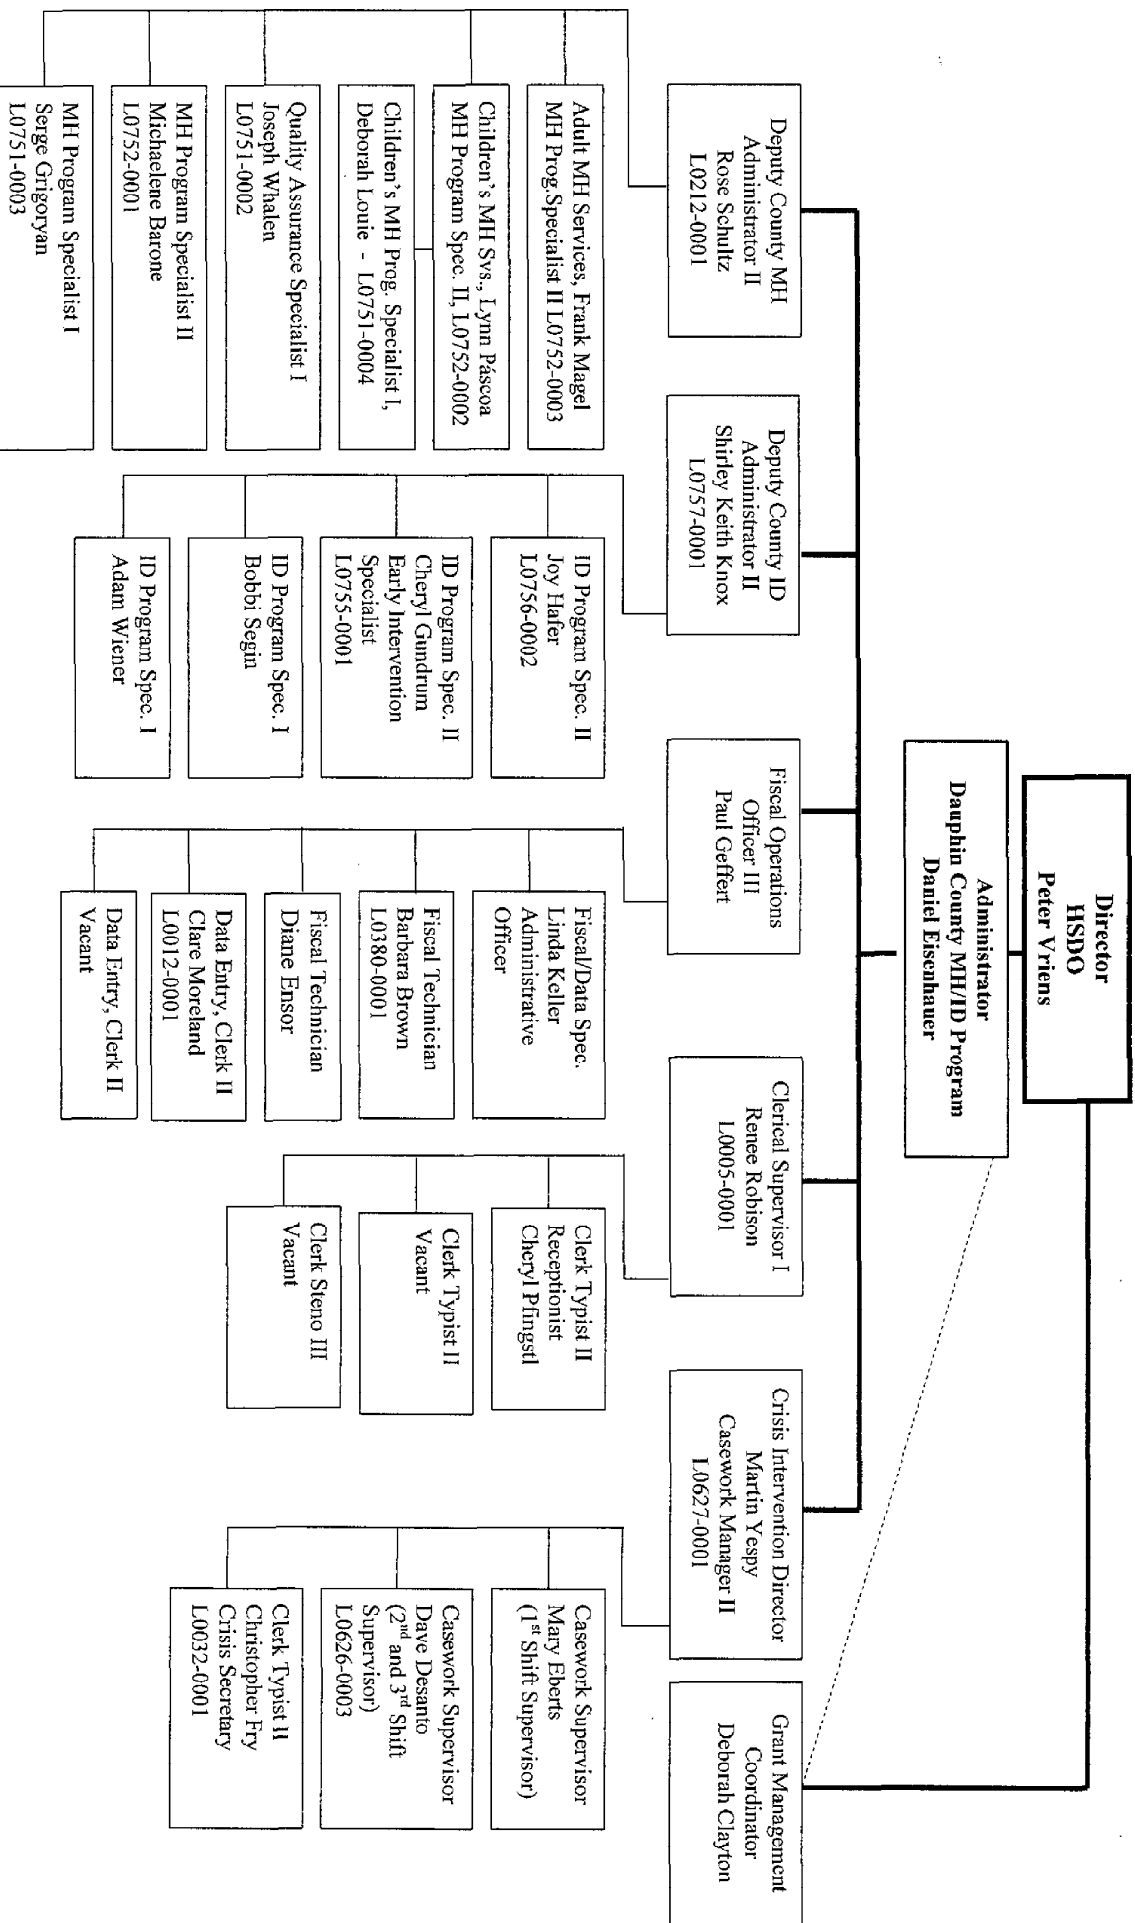 Director
HSDO
Peter Vriens
Administrator
Dauphin County MH/ID Program
Daniel Eisenhauer
Deputy County MH
Administrator II
Rose Schultz
L0212-0001
Deputy County ID
Administrator II
Shirley Keith Knox
L0757-0001
Fiscal Operations
Officer III
Paul Geffert
Clerical Supervisor I
Renee Robison
L0005-0001
Crisis Intervention Director
Martin Yespy
Casework Manager II
L0627-0001
Grant Management
Coordinator
Deborah Clayton
Adult MH Services, Frank Magel
MH Prog.Specialist II L0752-0003
Children's MH Svs., Lynn Páscoa
MH Program Spec. II, L0752-0002
Children's MH Prog. Specialist I,
Deborah Louie - L0751-0004
Quality Assurance Specialist I
Joseph Whalen
L0751-0002
MH Program Specialist II
Michaelene Barone
L0752-0001
MH Program Specialist I
Serge Grigoryan
L0751-0003
ID Program Spec. II
Joy Hafer
L0756-0002
ID Program Spec. II
Cheryl Gundrum
Early Intervention
Specialist
L0755-0001
ID Program Spec. I
Bobbi Segin
ID Program Spec. I
Adam Wiener
Fiscal/Data Spec.
Linda Keller
Administrative
Officer
Fiscal Technician
Barbara Brown
L0380-0001
Fiscal Technician
Diane Ensor
Data Entry, Clerk II
Clare Moreland
L0012-0001
Data Entry, Clerk II
Vacant
Clerk Typist II
Receptionist
Cheryl Pfingstl
Clerk Typist II
Vacant
Clerk Steno III
Vacant
Casework Supervisor
Mary Eberts
(1st Shift Supervisor)
Casework Supervisor
Dave Desanto
(2nd and 3rd Shift
Supervisor)
L0626-0003
Clerk Typist II
Christopher Fry
Crisis Secretary
L0032-0001